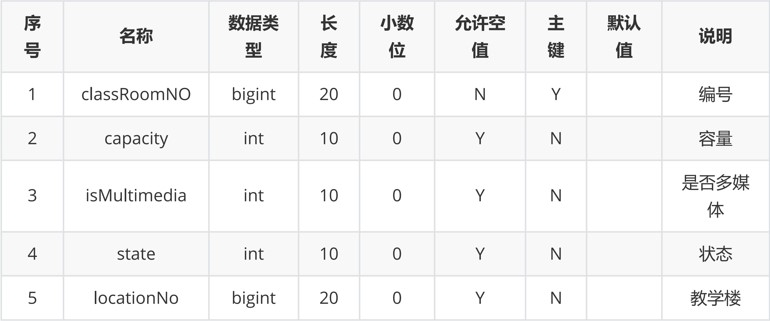 序号 名称 数据类型 长度 小数位 允许空值 主键 默认值 说明
1 classRoomNO bigint 20 0 N Y 编号
2 capacity int 10 0 Y N 容量
3 isMultimedia int 10 0 Y N 是否多媒体
4 state int 10 0 Y N 状态
5 locationNo bigint 20 0 Y N 教学楼